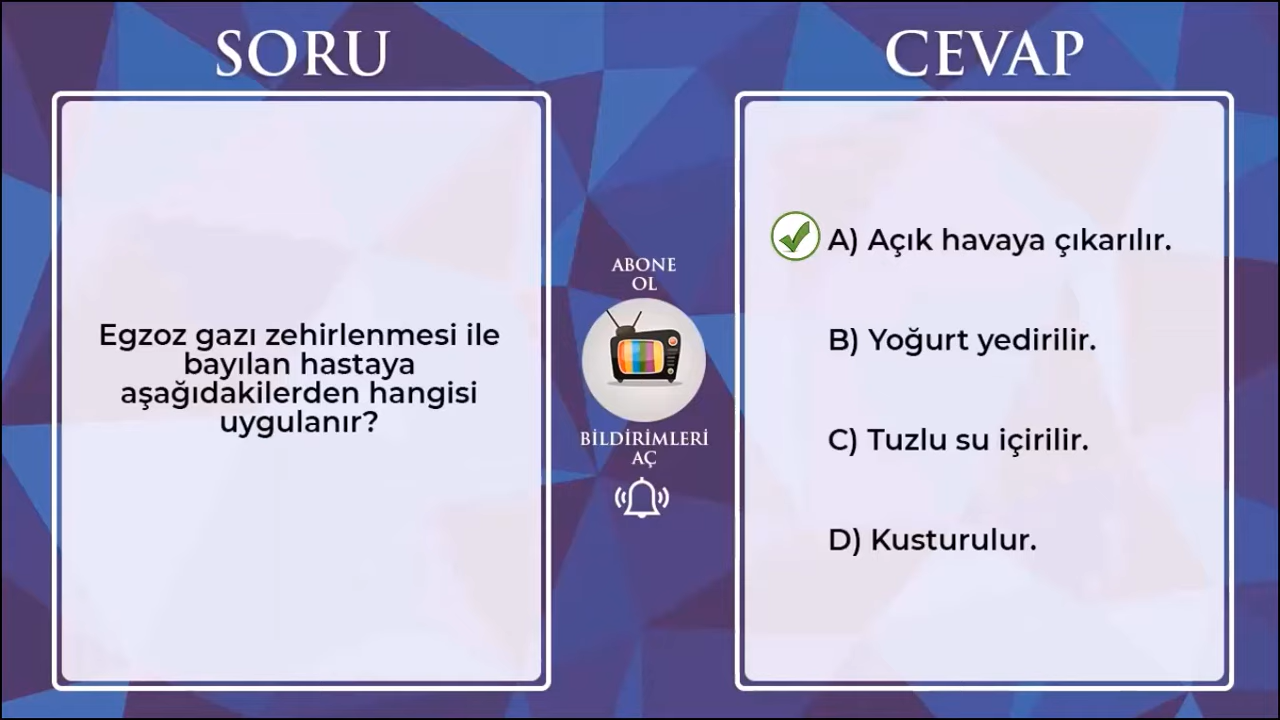 SORU
Egzoz gazı zehirlenmesi ile
bayılan hastaya
aşağıdakilerden hangisi
uygulanır?
ABONE
OL
BİLDİRİMLERİ
AÇ
CEVAP
A) Açık havaya çıkarılır.
B) Yoğurt yedirilir.
C) Tuzlu su içirilir.
D) Kusturulur.